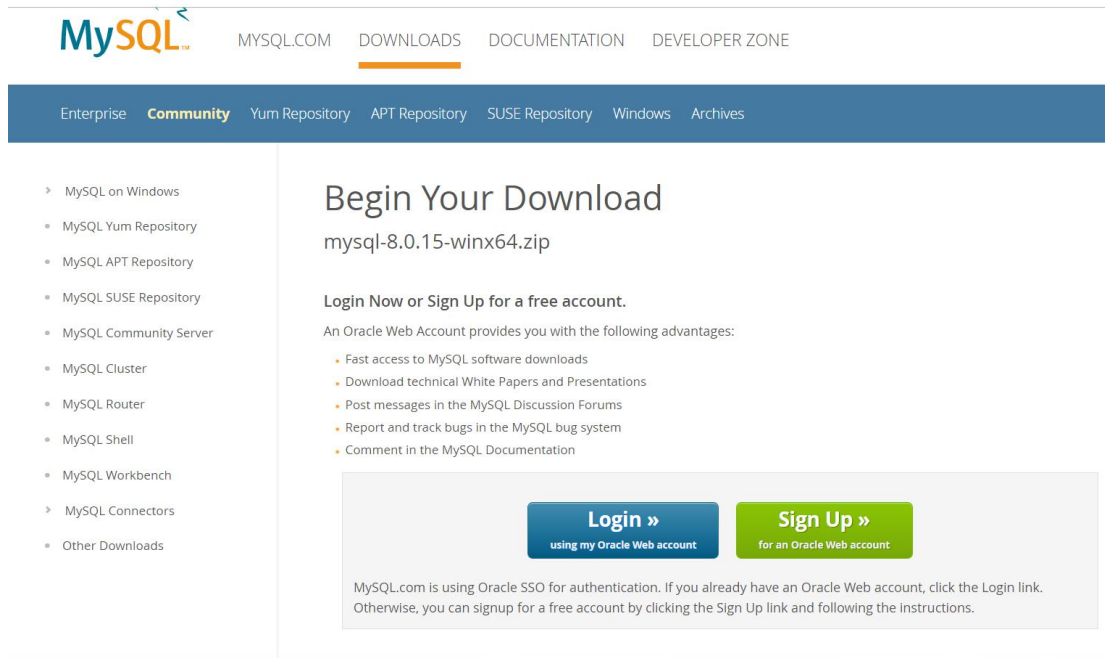 MySQL™
MYSQL.COM DOWNLOADS DOCUMENTATION DEVELOPER ZONE
Enterprise Community Yum Repository APT Repository SUSE Repository Windows Archives
MySQL on Windows
MySQL Yum Repository
MySQL APT Repository
MySQL SUSE Repository
MySQL Community Server
MySQL Cluster
MySQL Router
MySQL Shell
MySQL Workbench
MySQL Connectors
Other Downloads
Begin Your Download
mysql-8.0.15-winx64.zip
Login Now or Sign Up for a free account.
An Oracle Web Account provides you with the following advantages:
Fast access to MySQL software downloads
Download technical White Papers and Presentations
Post messages in the MySQL Discussion Forums
Report and track bugs in the MySQL bug system
Comment in the MySQL Documentation
Login »
using my Oracle Web account
Sign Up »
for an Oracle Web account
MySQL.com is using Oracle SSO for authentication. If you already have an Oracle Web account, click the Login link.
Otherwise, you can signup for a free account by clicking the Sign Up link and following the instructions.